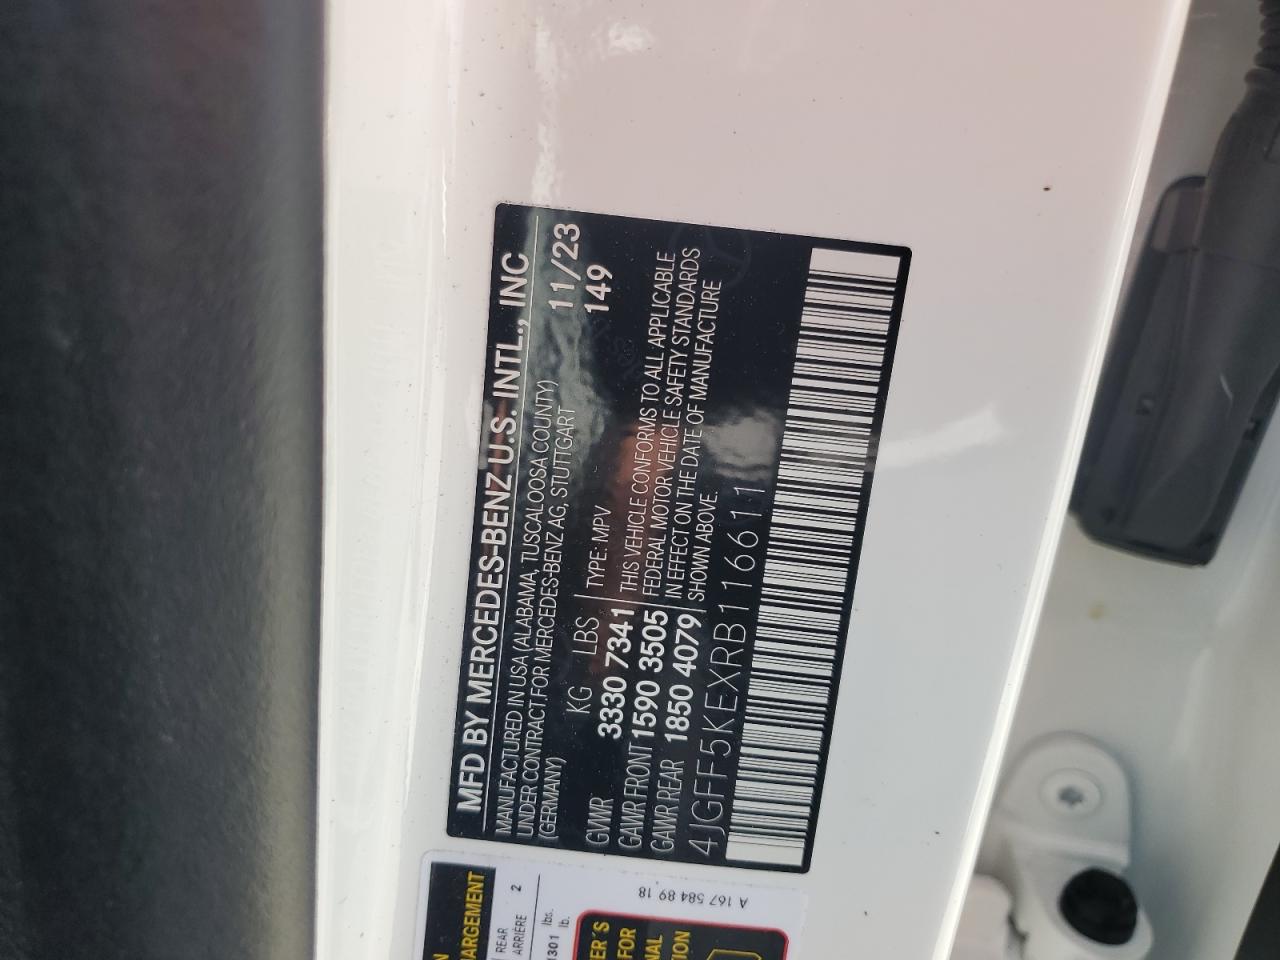 MFD BY MERCEDES-BENZ U.S. INTL., INC
MANUFACTURED IN USA (ALABAMA, TUSCALOOSA COUNTY)
UNDER CONTRACT FOR MERCEDES-BENZ AG, STUTTGART
(GERMANY)
11/23
149
KG LBS
GVWR 3330 7341
GAWR FRONT 1590 3505
GAWR REAR 1850 4079
TYPE: MPV
THIS VEHICLE CONFORMS TO ALL APPLICABLE
FEDERAL MOTOR VEHICLE SAFETY STANDARDS
IN EFFECT ON THE DATE OF MANUFACTURE
SHOWN ABOVE.
4JGFF5KEXRB116611
ARGEMENT
REAR
ARRIÈRE 2
1301 lbs.
lb.
ER'S
FOR
A 167 584 89 18